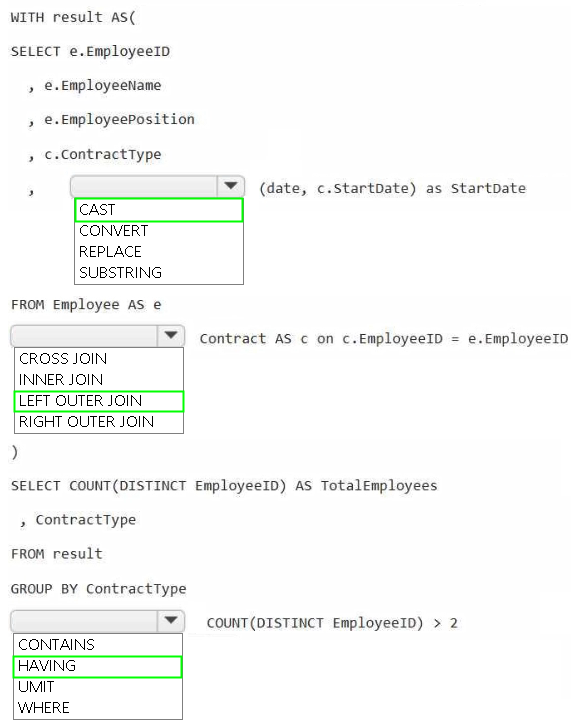 WITH result AS(
SELECT e.EmployeeID
, e.EmployeeName
, e.EmployeePosition
, c.ContractType
, (date, c.StartDate) as StartDate
CAST
CONVERT
REPLACE
SUBSTRING
FROM Employee AS e
Contract AS c on c.EmployeeID = e.EmployeeID
CROSS JOIN
INNER JOIN
LEFT OUTER JOIN
RIGHT OUTER JOIN
)
SELECT COUNT(DISTINCT EmployeeID) AS TotalEmployees
, ContractType
FROM result
GROUP BY ContractType
COUNT(DISTINCT EmployeeID) > 2
CONTAINS
HAVING
UMIT
WHERE